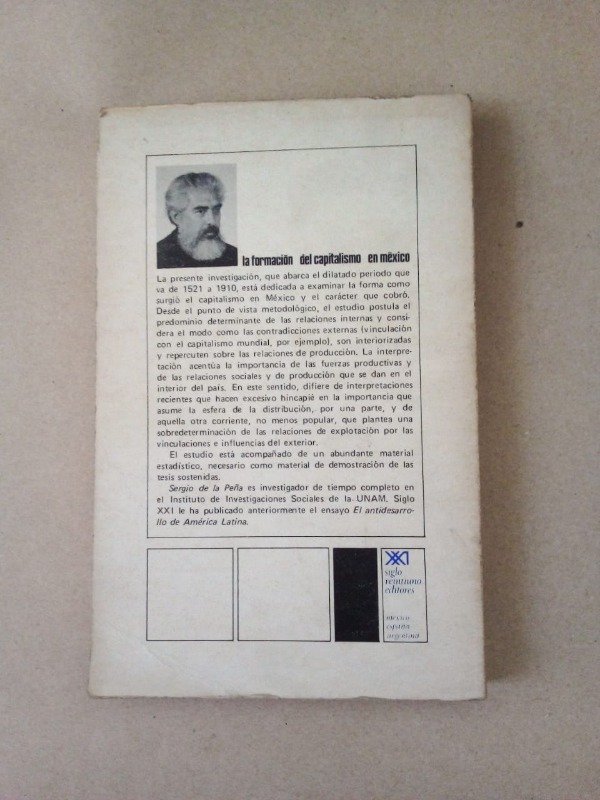 la formación del capitalismo en méxico
La presente investigación, que abarca el dilatado periodo que
va de 1521 a 1910, está dedicada a examinar la forma como
surgió el capitalismo en México y el carácter que cobró.
Desde el punto de vista metodológico, el estudio postula el
predominio determinante de las relaciones internas y consi-
dera el modo como las contradicciones externas (vinculación
con el capitalismo mundial, por ejemplo), son interiorizadas
y repercuten sobre las relaciones de producción. La interpre-
tación acentúa la importancia de las fuerzas productivas y
de las relaciones sociales y de producción que se dan en el
interior del país. En este sentido, difiere de interpretaciones
recientes que hacen excesivo hincapié en la importancia que
asume la esfera de la distribución, por una parte, y de
aquella otra corriente, no menos popular, que plantea una
sobredeterminación de las relaciones de explotación por las
vinculaciones e influencias del exterior.
El estudio está acompañado de un abundante material
estadístico, necesario como material de demostración de las
tesis sostenidas.
Sergio de la Peña es investigador de tiempo completo en
el Instituto de Investigaciones Sociales de la UNAM. Siglo
XXI le ha publicado anteriormente el ensayo El antidesarro-
llo de América Latina.
XXI
siglo
veintiuno
editores
méxico
españa
argentina